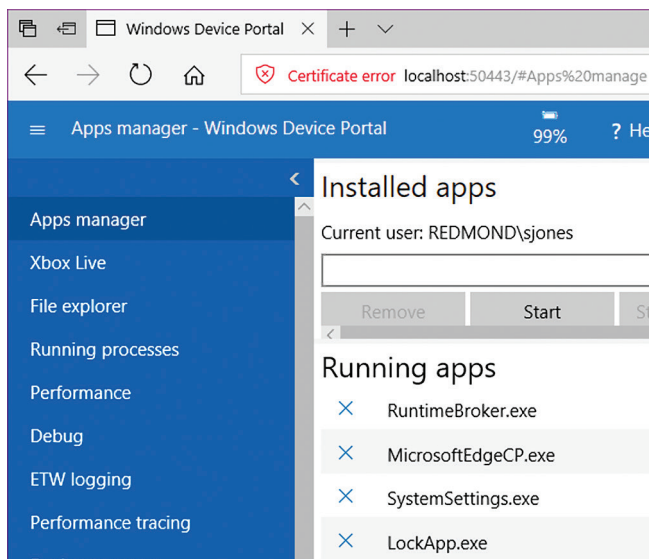 Windows Device Portal
Certificate error localhost:50443/#Apps%20manage
Apps manager - Windows Device Portal
99%
? He
Apps manager
Xbox Live
File explorer
Running processes
Performance
Debug
ETW logging
Performance tracing
Installed apps
Current user: REDMOND\sjones
Remove
Start
St
Running apps
RuntimeBroker.exe
MicrosoftEdgeCP.exe
SystemSettings.exe
LockApp.exe